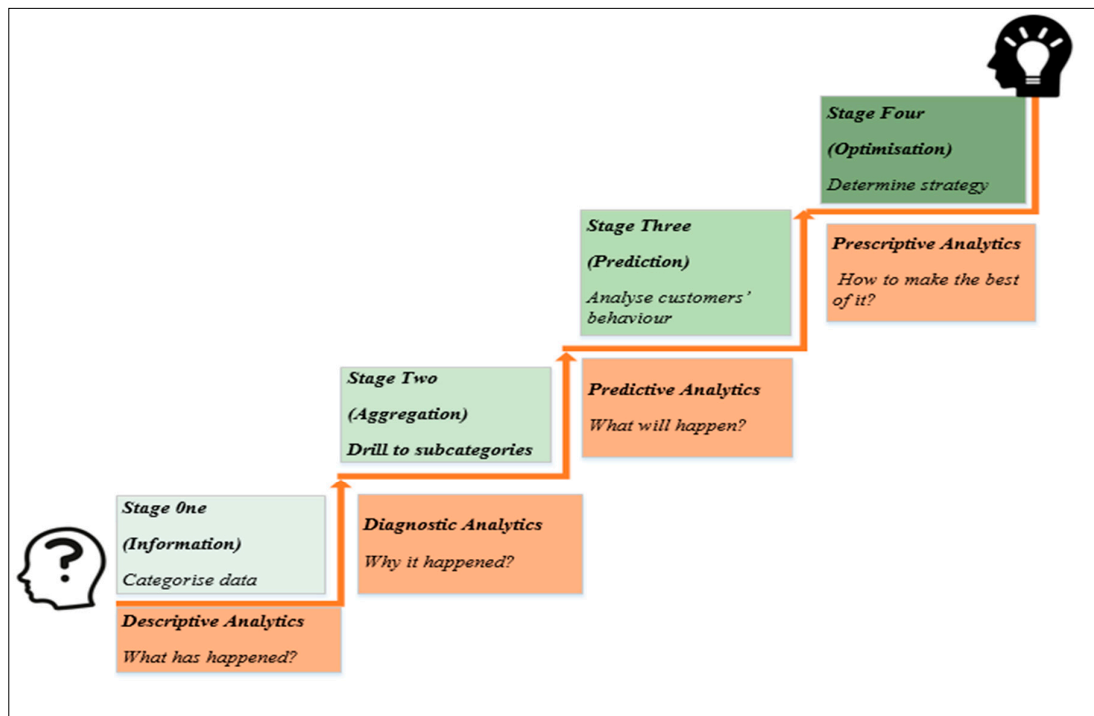 Stage 0ne
(Information)
Categorise data
Descriptive Analytics
What has happened?
Stage Two
(Aggregation)
Drill to subcategories
Diagnostic Analytics
Why it happened?
Stage Three
(Prediction)
Analyse customers'
behaviour
Predictive Analytics
What will happen?
Stage Four
(Optimisation)
Determine strategy
Prescriptive Analytics
How to make the best
of it?
?